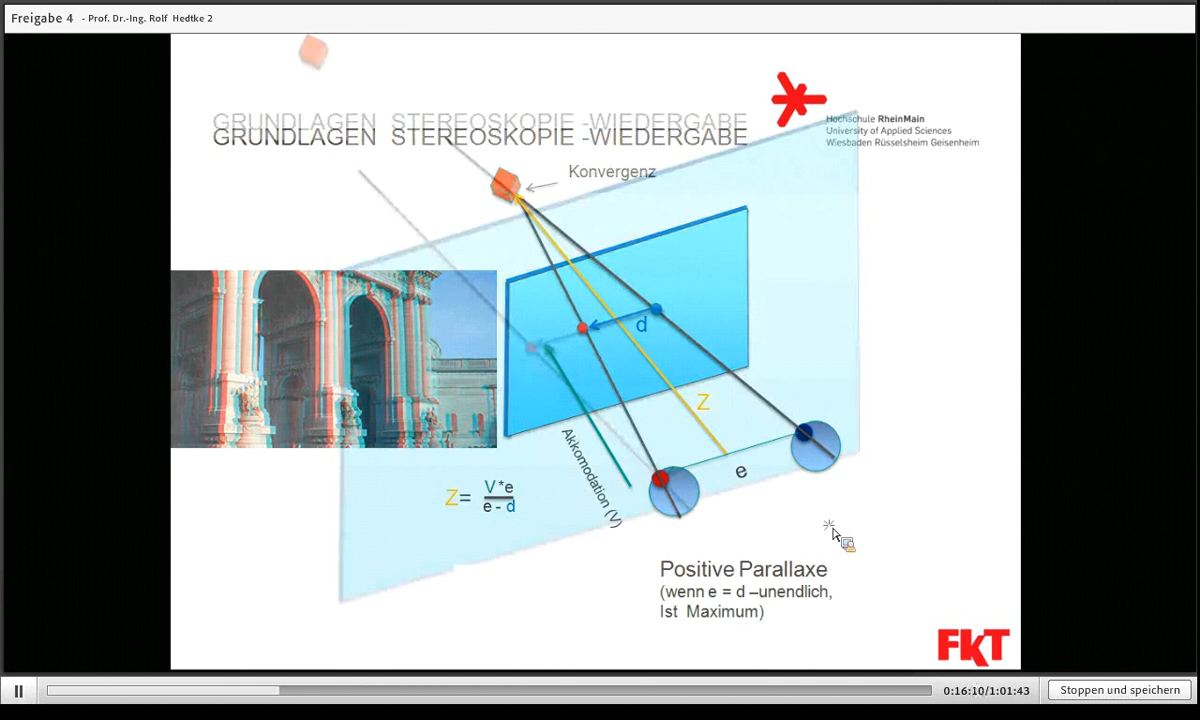 Freigabe 4 - Prof. Dr.-Ing. Rolf Hedtke 2
GRUNDLAGEN STEREOSKOPIE -WIEDERGABE
GRUNDLAGEN STEREOSKOPIE -WIEDERGABE
Hochschule RheinMain
University of Applied Sciences
Wiesbaden Rüsselsheim Geisenheim
Konvergenz
d
Z
e
Akkomodation (V)
Z= V*e
e - d
Positive Parallaxe
(wenn e = d –unendlich,
Ist Maximum)
FKT
0:16:10/1:01:43
Stoppen und speichern